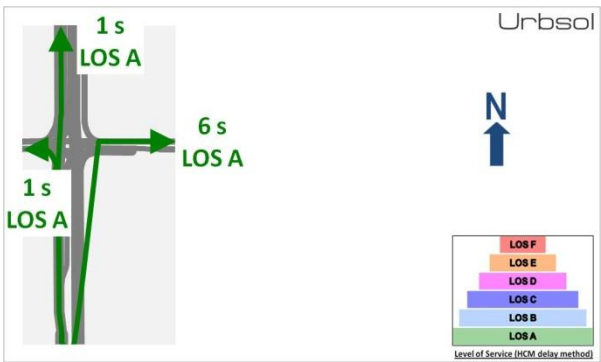 Urbsol
1 s
LOS A
N
6 s
LOS A
1 s
LOS A
LOS F
LOS E
LOS D
LOS C
LOS B
LOS A
Level of Service (HCM delay method)